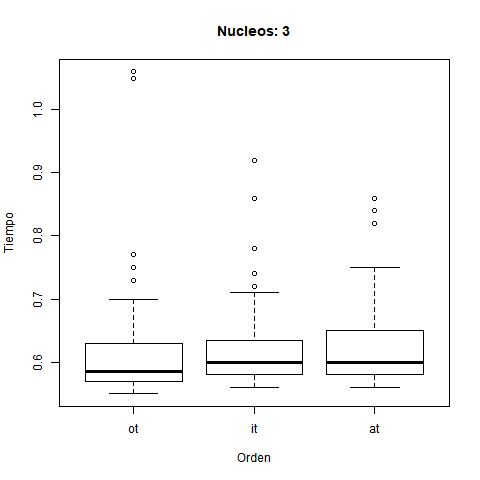 Nucleos: 3
1.0
0.9
0.8
0.7
0.6
Tiempo
ot it at
Orden